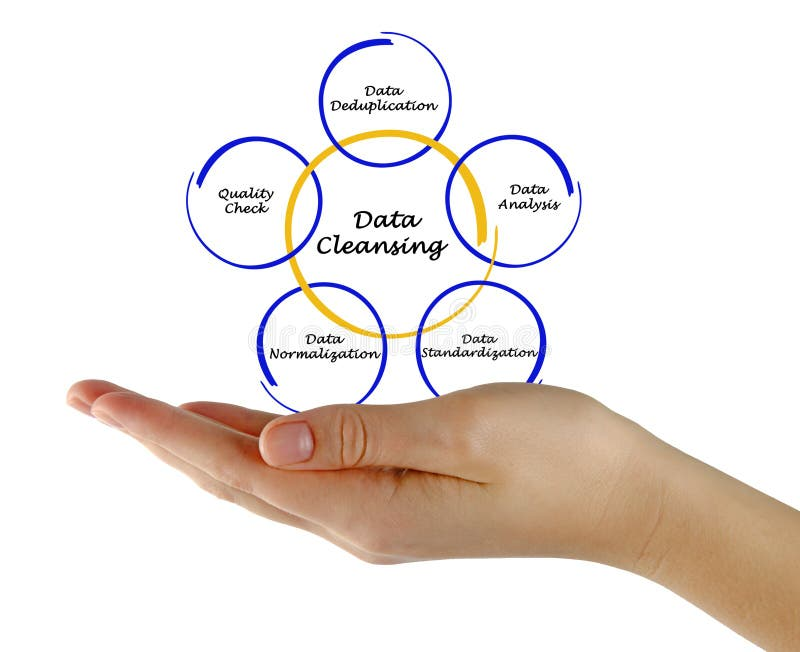 Data
Deduplication
Quality
Check
Data
Analysis
Data
Cleansing
Data
Normalization
Data
Standardization